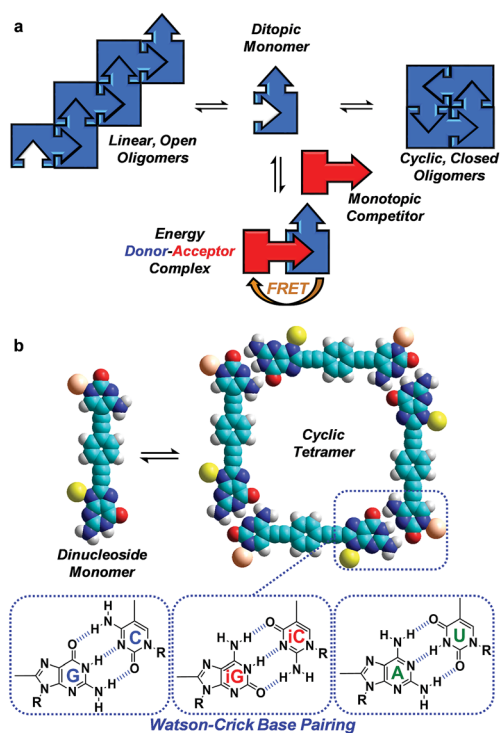 a
Ditopic
Monomer
Linear, Open
Oligomers
Cyclic, Closed
Oligomers
Monotopic
Competitor
Energy
Donor-Acceptor
Complex
FRET
b
Cyclic
Tetramer
Dinucleoside
Monomer
H
H N
O
C
N
N
R
O
H
N
N
G
N
N
R
N H
H
O
iC
N
N
R
H N
H
H
N
N
iG
N
N
R
O
H N
H
O
U
N
N
R
O
H
H N
H
N
N
A
N
N
R
N H
H
Watson-Crick Base Pairing